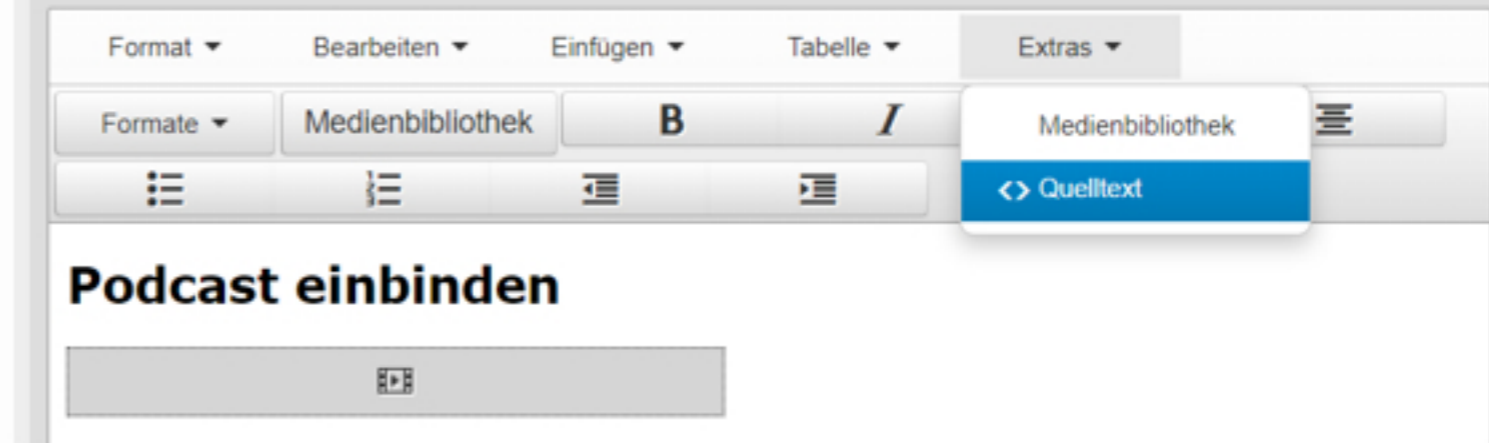 Format Bearbeiten Einfügen Tabelle Extras
Formate Medienbibliothek B I Medienbibliothek
<> Quelltext
Podcast einbinden